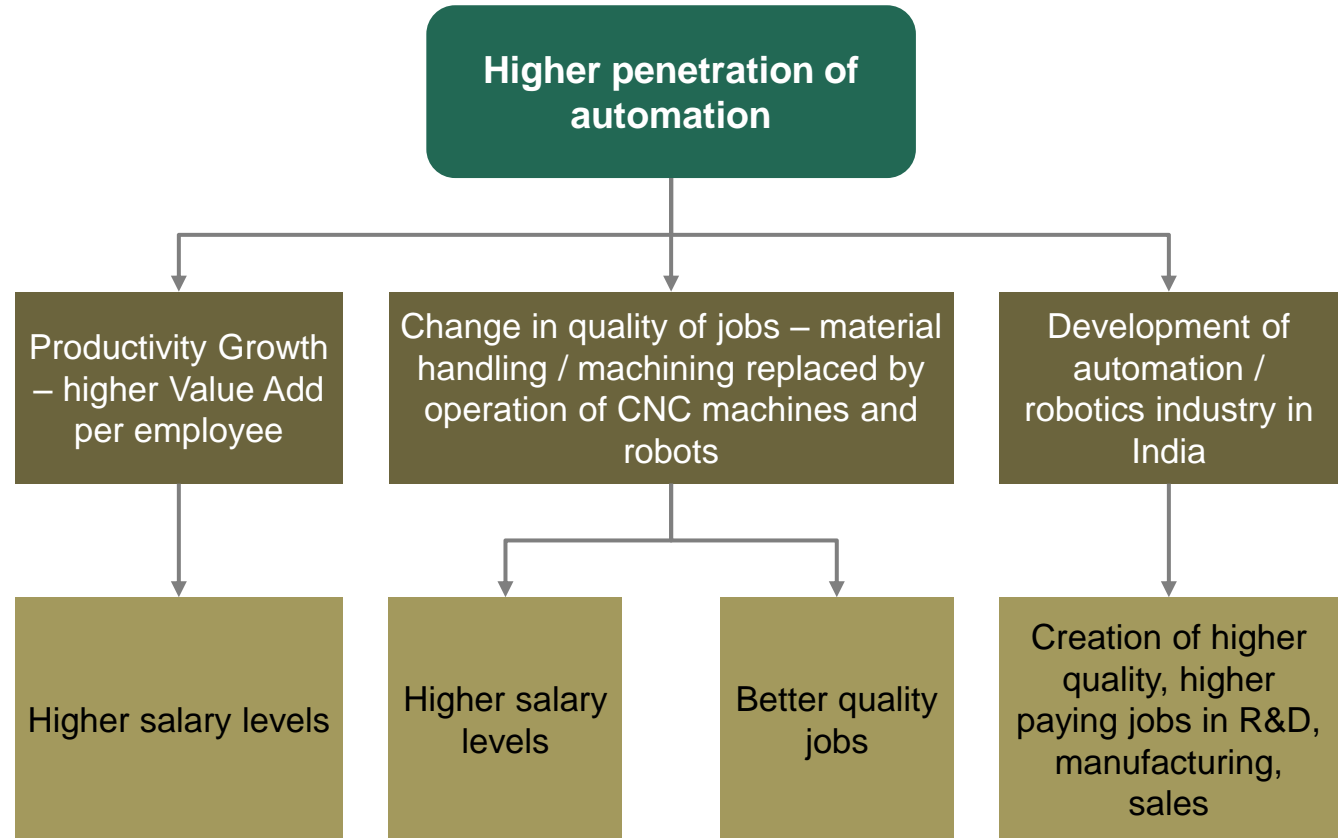 Higher penetration of
automation
Productivity Growth
– higher Value Add
per employee
Change in quality of jobs – material
handling / machining replaced by
operation of CNC machines and
robots
Development of
automation /
robotics industry in
India
Higher salary levels
Higher salary
levels
Better quality
jobs
Creation of higher
quality, higher
paying jobs in R&D,
manufacturing,
sales